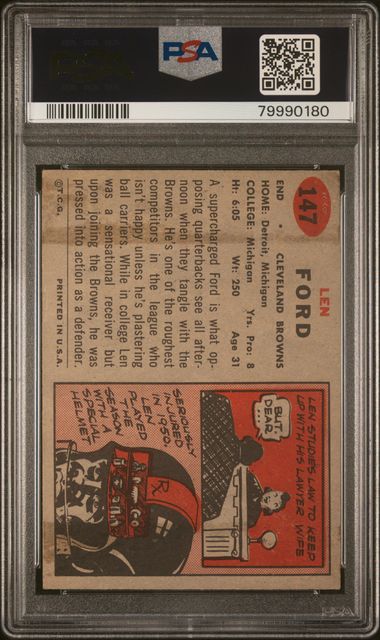 PSA
79990180
147
LEN
FORD
END • CLEVELAND BROWNS
HOME: Detroit, Michigan
COLLEGE: Michigan Yrs. Pro: 8
Ht: 6:05 Wt: 250 Age 31
A supercharged Ford is what op-
posing quarterbacks see all after-
noon when they tangle with the
Browns. He's one of the roughest
competitors in the league who
isn't happy unless he's plastering
ball carriers. While in college Len
was a sensational receiver but
upon joining the Browns, he was
pressed into action as a defender.
©T.C.G. PRINTED IN U.S.A.
LEN STUDIES LAW TO KEEP
UP WITH HIS LAWYER WIFE
BUT
DEAR...
SERIOUSLY
INJURED
IN 1950,
LEN
PLAYED
THE
SEASON
WITH A
SPECIAL
HELMET
Rx
PSA